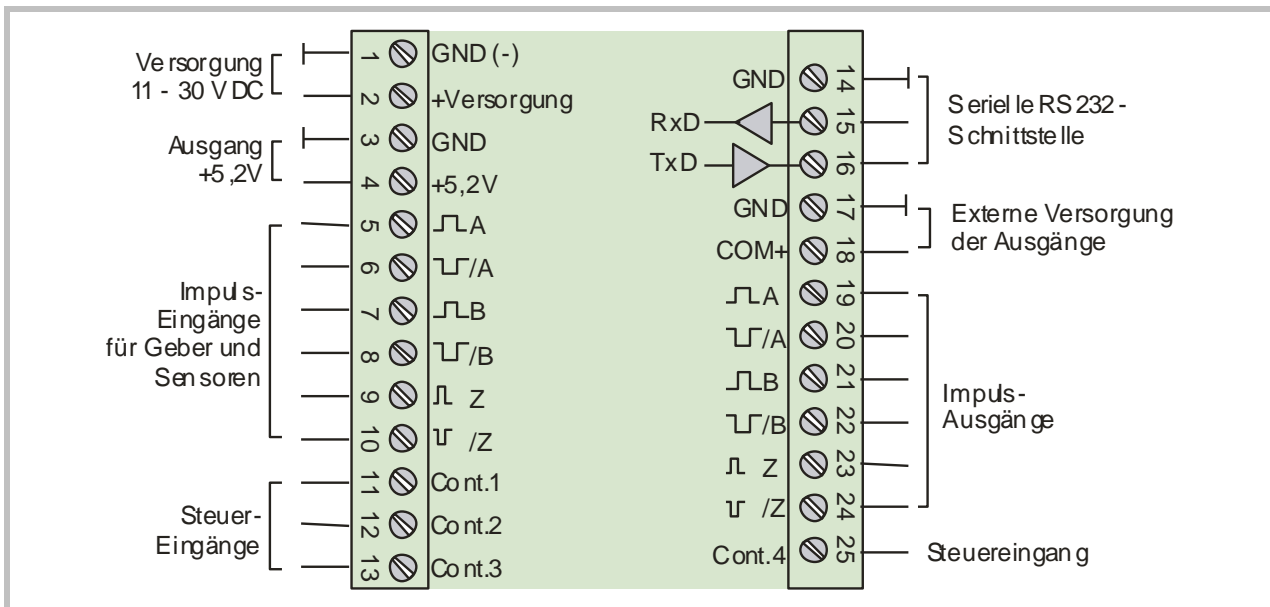 Versorgung
11 - 30 VDC
Ausgang
+5,2V
Impuls-
Eingänge
für Geber und
Sensoren
Steuer-
Eingänge
1 GND (-)
2 +Versorgung
3 GND
4 +5,2V
5 A
6 /A
7 B
8 /B
9 Z
10 /Z
11 Cont.1
12 Cont.2
13 Cont.3
GND 14
RxD 15
TxD 16
GND 17
COM+ 18
A 19
/A 20
B 21
/B 22
Z 23
/Z 24
Cont.4 25
Serielle RS232-
Schnittstelle
Externe Versorgung
der Ausgänge
Impuls-
Ausgänge
Steuereingang